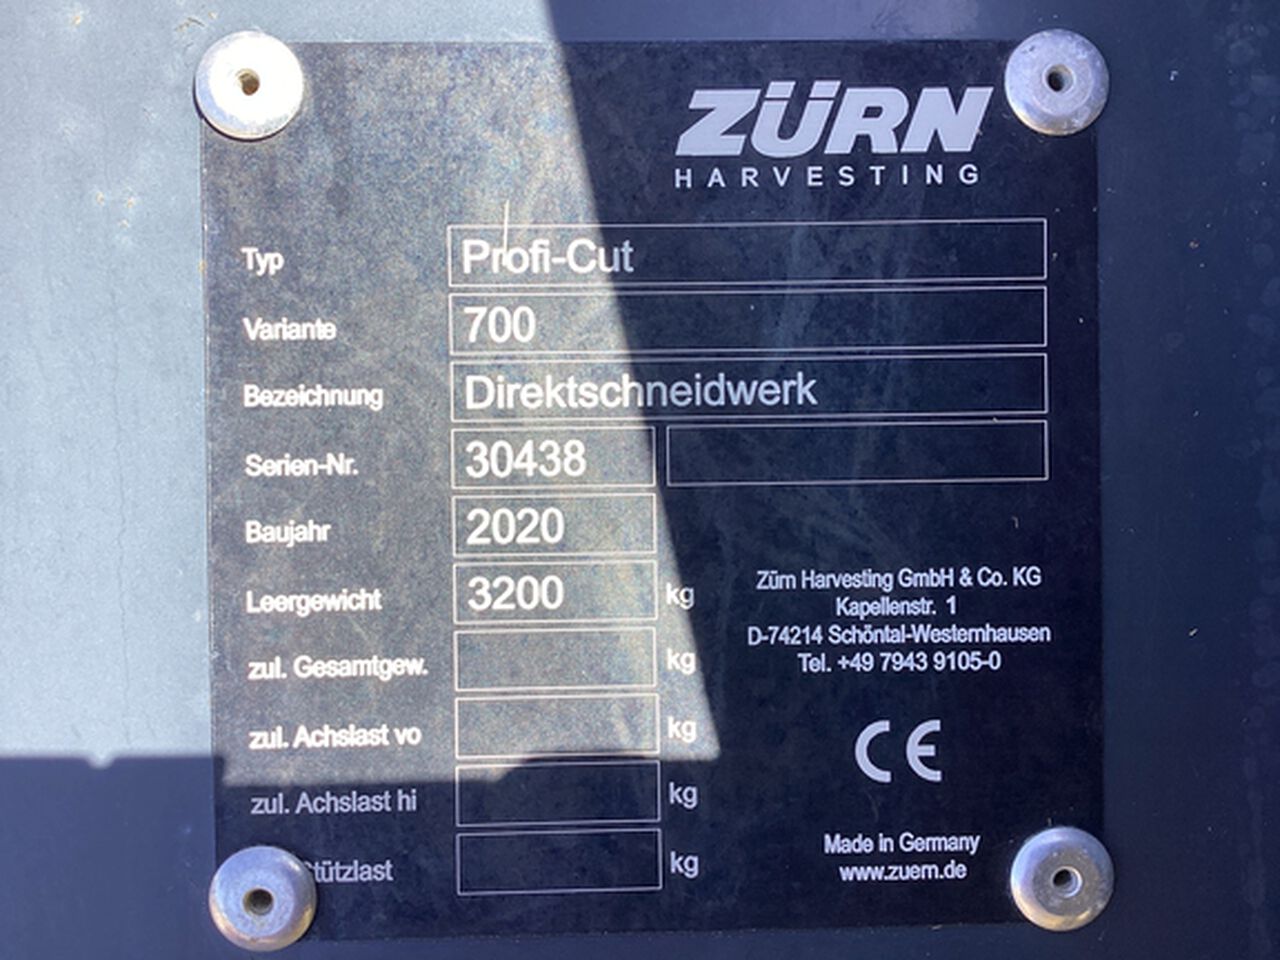 ZÜRN
HARVESTING
Typ Profi-Cut
Variante 700
Bezeichnung Direktschneidwerk
Serien-Nr. 30438
Baujahr 2020
Leergewicht 3200 kg
zul. Gesamtgew. kg
zul. Achslast vo kg
zul. Achslast hi kg
Stützlast kg
Zürn Harvesting GmbH & Co. KG
Kapellenstr. 1
D-74214 Schöntal-Westernhausen
Tel. +49 7943 9105-0
CE
Made in Germany
www.zuern.de